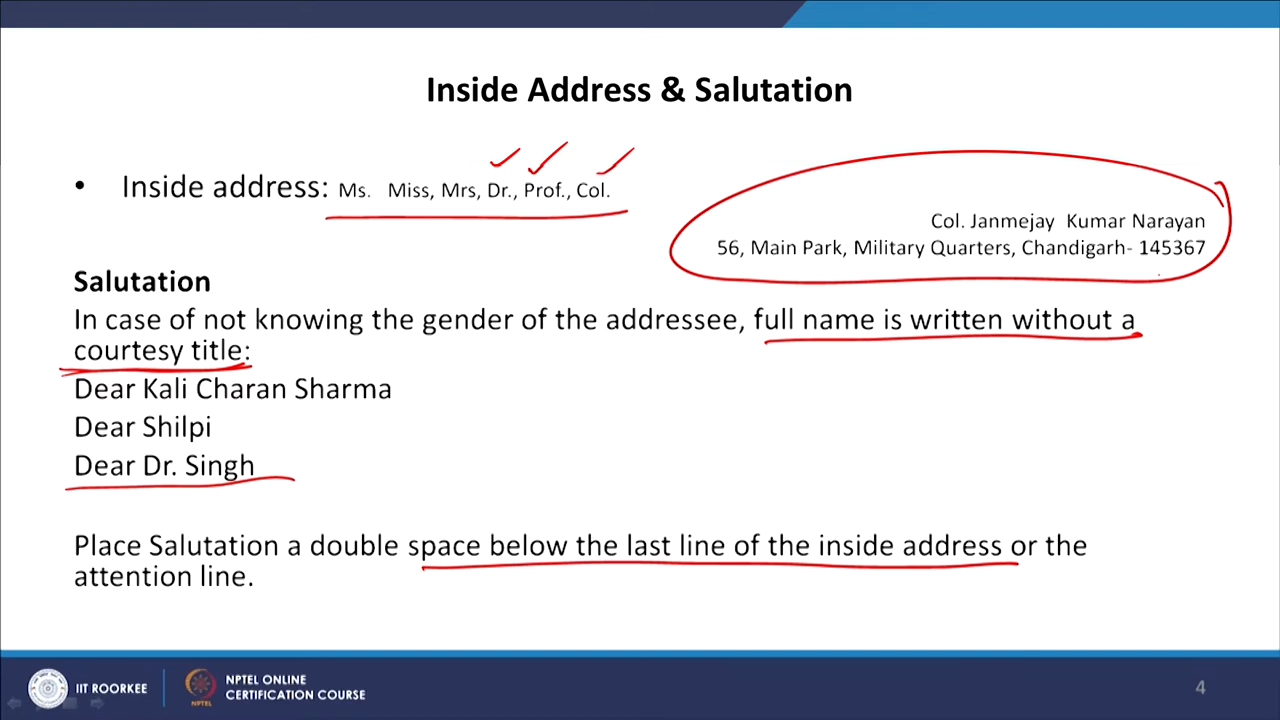 Inside Address & Salutation
• Inside address: Ms. Miss, Mrs, Dr., Prof., Col.
Col. Janmejay Kumar Narayan
56, Main Park, Military Quarters, Chandigarh- 145367
Salutation
In case of not knowing the gender of the addressee, full name is written without a
courtesy title:
Dear Kali Charan Sharma
Dear Shilpi
Dear Dr. Singh
Place Salutation a double space below the last line of the inside address or the
attention line.
IIT ROORKEE
NPTEL
NPTEL ONLINE
CERTIFICATION COURSE
4